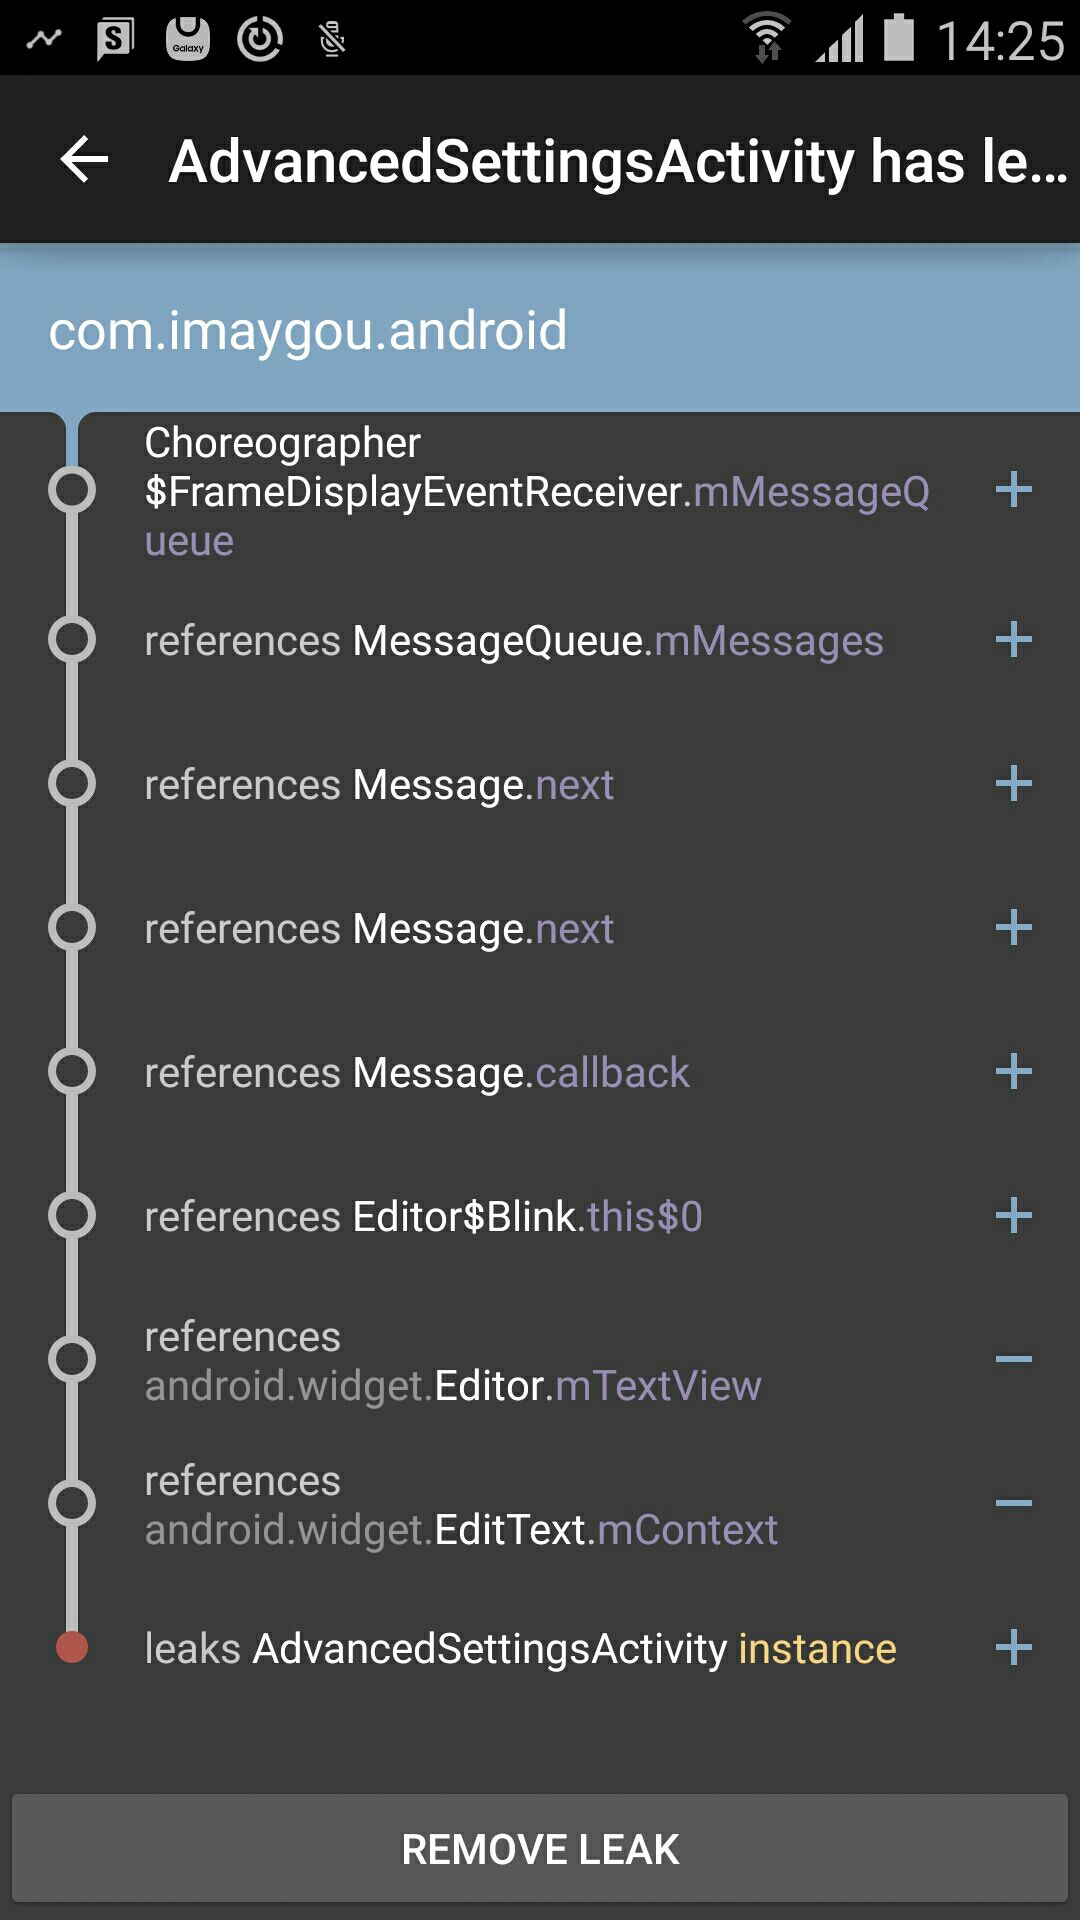 S
Galaxy
14:25
AdvancedSettingsActivity has le...
com.imaygou.android
Choreographer
$FrameDisplayEventReceiver.mMessageQ
ueue
references MessageQueue.mMessages
references Message.next
references Message.next
references Message.callback
references Editor$Blink.this$0
references
android.widget.Editor.mTextView
references
android.widget.EditText.mContext
leaks AdvancedSettingsActivity instance
REMOVE LEAK